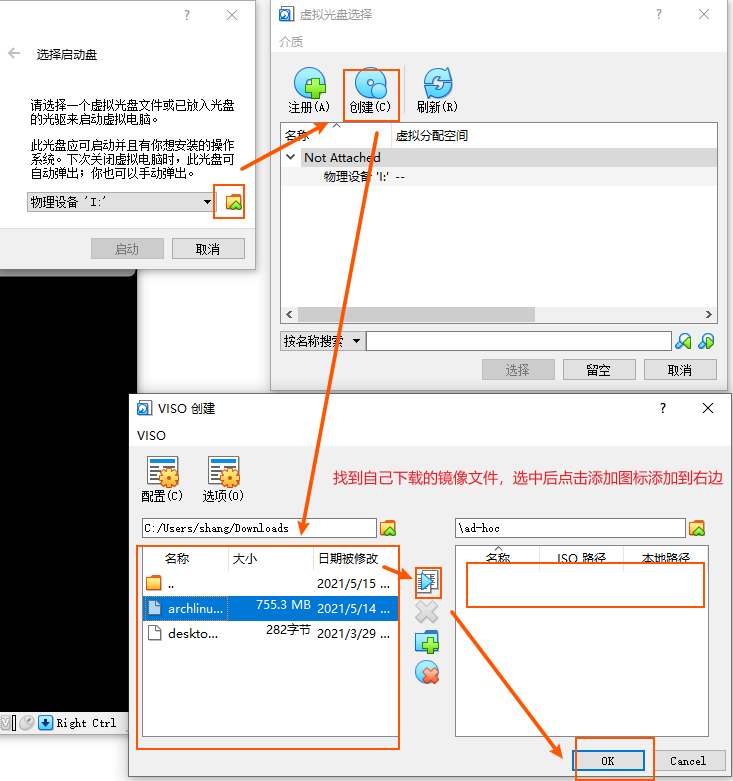 选择启动盘
请选择一个虚拟光盘文件或已放入光盘
的光驱来启动虚拟电脑。
此光盘应可启动并且有你想安装的操作
系统。下次关闭虚拟电脑时，此光盘可
自动弹出；你也可以手动弹出。
物理设备 'I:'
启动 取消
虚拟光盘选择
介质
注册(A) 创建(C) 刷新(R)
名称 虚拟分配空间
Not Attached
物理设备 'I:' --
按名称搜索
选择 留空 取消
VISO 创建
VISO
配置(C) 选项(O)
找到自己下载的镜像文件，选中后点击添加图标添加到右边
C:/Users/shang/Downloads
\ad-hoc
名称 大小 日期被修改
名称 ISO 路径 本地路径
.. 2021/5/15 ...
archlinu... 755.3 MB 2021/5/14 ...
deskto... 282字节 2021/3/29 ...
OK Cancel
Right Ctrl